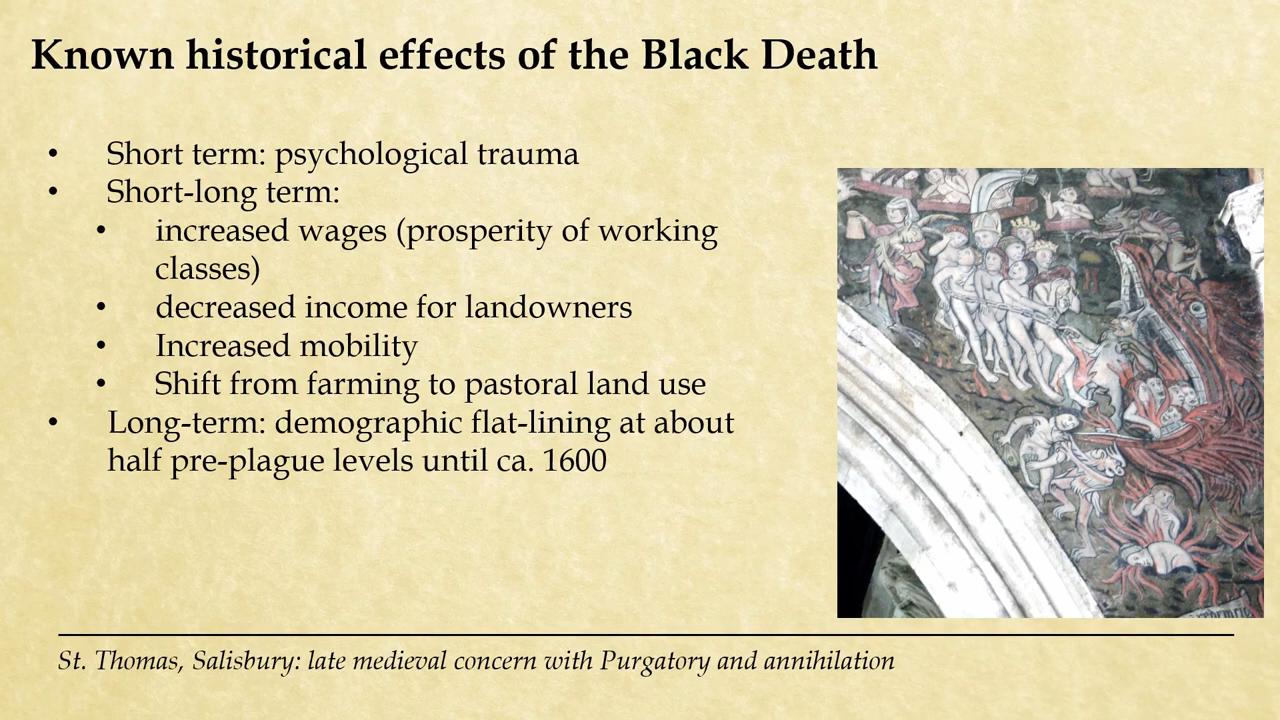 Known historical effects of the Black Death
• Short term: psychological trauma
• Short-long term:
• increased wages (prosperity of working
classes)
• decreased income for landowners
• Increased mobility
• Shift from farming to pastoral land use
• Long-term: demographic flat-lining at about
half pre-plague levels until ca. 1600
St. Thomas, Salisbury: late medieval concern with Purgatory and annihilation